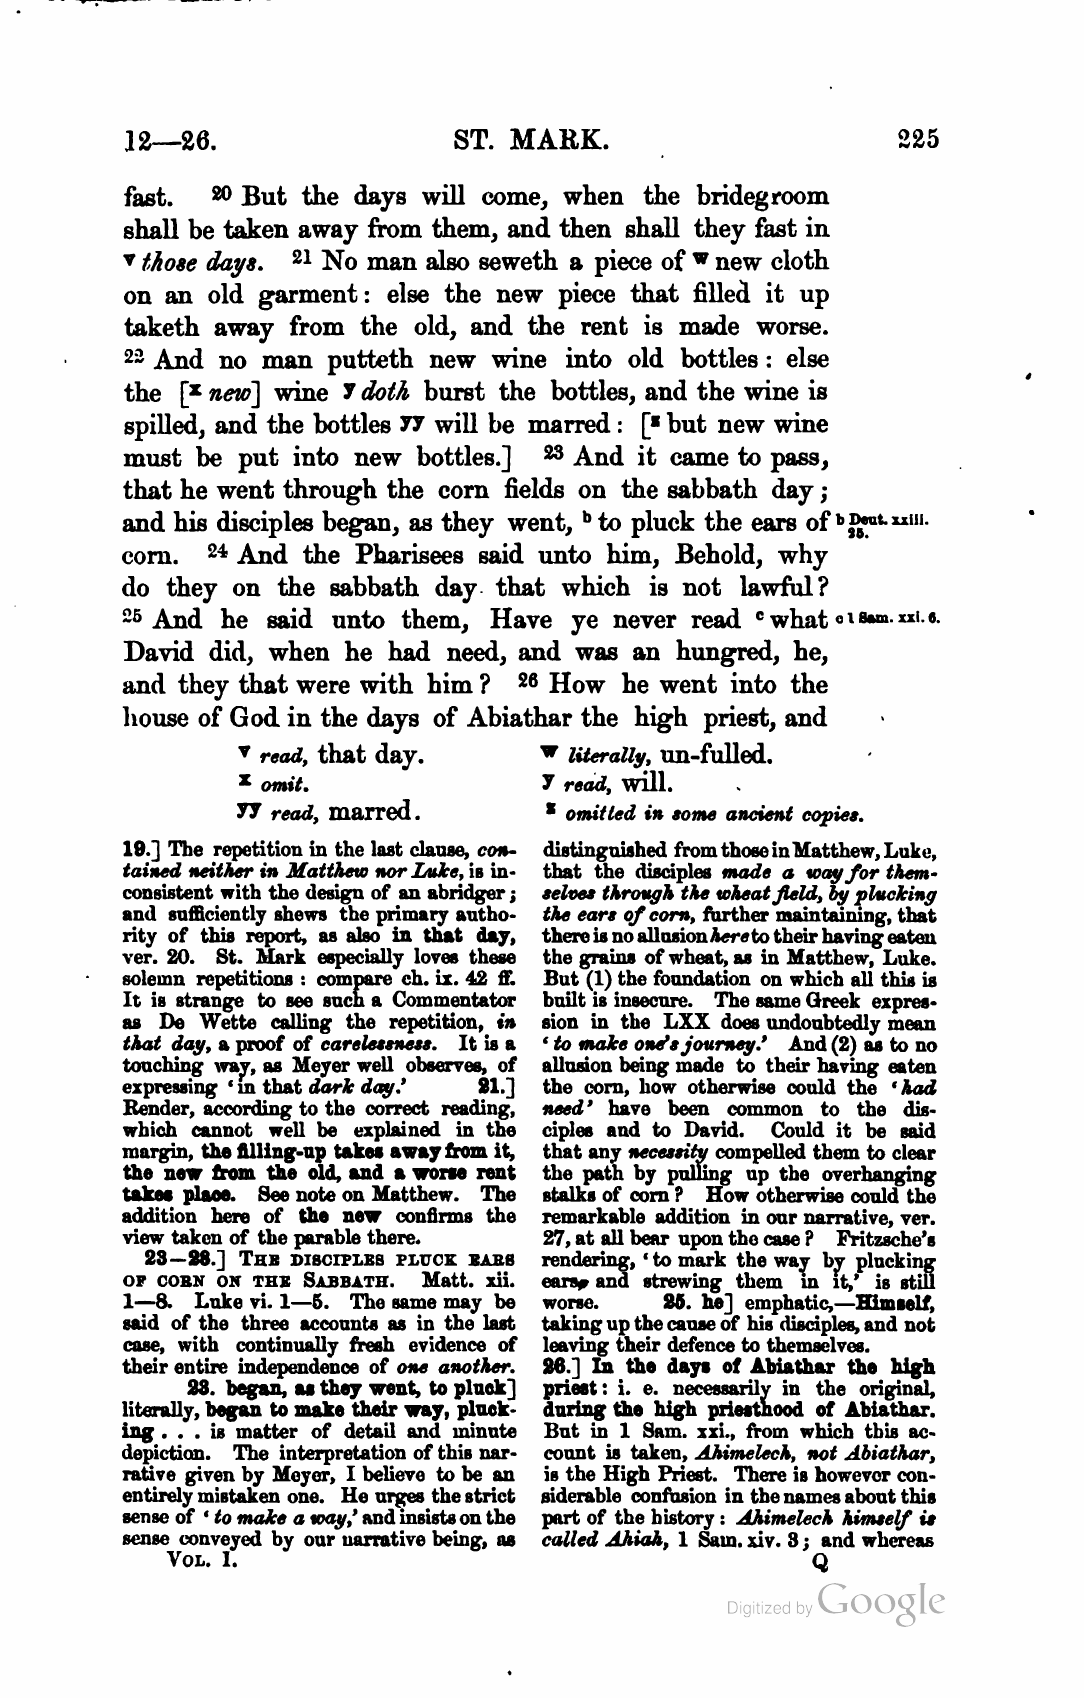 12—26. ST. MARK. 225
fast. 20 But the days will come, when the bridegroom
shall be taken away from them, and then shall they fast in
v those days. 21 No man also seweth a piece of w new cloth
on an old garment: else the new piece that filled it up
taketh away from the old, and the rent is made worse.
22 And no man putteth new wine into old bottles: else
the [x new] wine y doth burst the bottles, and the wine is
spilled, and the bottles yy will be marred: [z but new wine
must be put into new bottles.] 23 And it came to pass,
that he went through the corn fields on the sabbath day;
and his disciples began, as they went, b to pluck the ears of
b Deut. xxiii.
25.
corn. 24 And the Pharisees said unto him, Behold, why
do they on the sabbath day that which is not lawful?
25 And he said unto them, Have ye never read c what
c 1 Sam. xxi. 6.
David did, when he had need, and was an hungred, he,
and they that were with him? 26 How he went into the
house of God in the days of Abiathar the high priest, and
v read, that day.
w literally, un-fulled.
x omit.
y read, will.
yy read, marred.
z omitted in some ancient copies.
19.] The repetition in the last clause, con-
tained neither in Matthew nor Luke, is in-
consistent with the design of an abridger;
and sufficiently shews the primary autho-
rity of this report, as also in that day,
ver. 20. St. Mark especially loves these
solemn repetitions: compare ch. ix. 42 ff.
It is strange to see such a Commentator
as De Wette calling the repetition, in
that day, a proof of carelessness. It is a
touching way, as Meyer well observes, of
expressing 'in that dark day.' 21.]
Render, according to the correct reading,
which cannot well be explained in the
margin, the filling-up takes away from it,
the new from the old, and a worse rent
takes place. See note on Matthew. The
addition here of the new confirms the
view taken of the parable there.
23—28.] THE DISCIPLES PLUCK EARS
OF CORN ON THE SABBATH. Matt. xii.
1—8. Luke vi. 1—5. The same may be
said of the three accounts as in the last
case, with continually fresh evidence of
their entire independence of one another.
23. began, as they went, to pluck]
literally, began to make their way, pluck-
ing . . . is matter of detail and minute
depiction. The interpretation of this nar-
rative given by Meyer, I believe to be an
entirely mistaken one. He urges the strict
sense of 'to make a way,' and insists on the
sense conveyed by our narrative being, as
VOL. I.
distinguished from those in Matthew, Luke,
that the disciples made a way for them-
selves through the wheat field, by plucking
the ears of corn, further maintaining, that
there is no allusion here to their having eaten
the grains of wheat, as in Matthew, Luke.
But (1) the foundation on which all this is
built is insecure. The same Greek expres-
sion in the LXX does undoubtedly mean
'to make one's journey.' And (2) as to no
allusion being made to their having eaten
the corn, how otherwise could the 'had
need' have been common to the dis-
ciples and to David. Could it be said
that any necessity compelled them to clear
the path by pulling up the overhanging
stalks of corn? How otherwise could the
remarkable addition in our narrative, ver.
27, at all bear upon the case? Fritzsche's
rendering, 'to mark the way by plucking
ears, and strewing them in it,' is still
worse. 25. he] emphatic,—Himself,
taking up the cause of his disciples, and not
leaving their defence to themselves.
26.] In the days of Abiathar the high
priest: i. e. necessarily in the original,
during the high priesthood of Abiathar.
But in 1 Sam. xxi., from which this ac-
count is taken, Ahimelech, not Abiathar,
is the High Priest. There is however con-
siderable confusion in the names about this
part of the history: Ahimelech himself is
called Ahiah, 1 Sam. xiv. 3; and whereas
Q
Digitized by Google